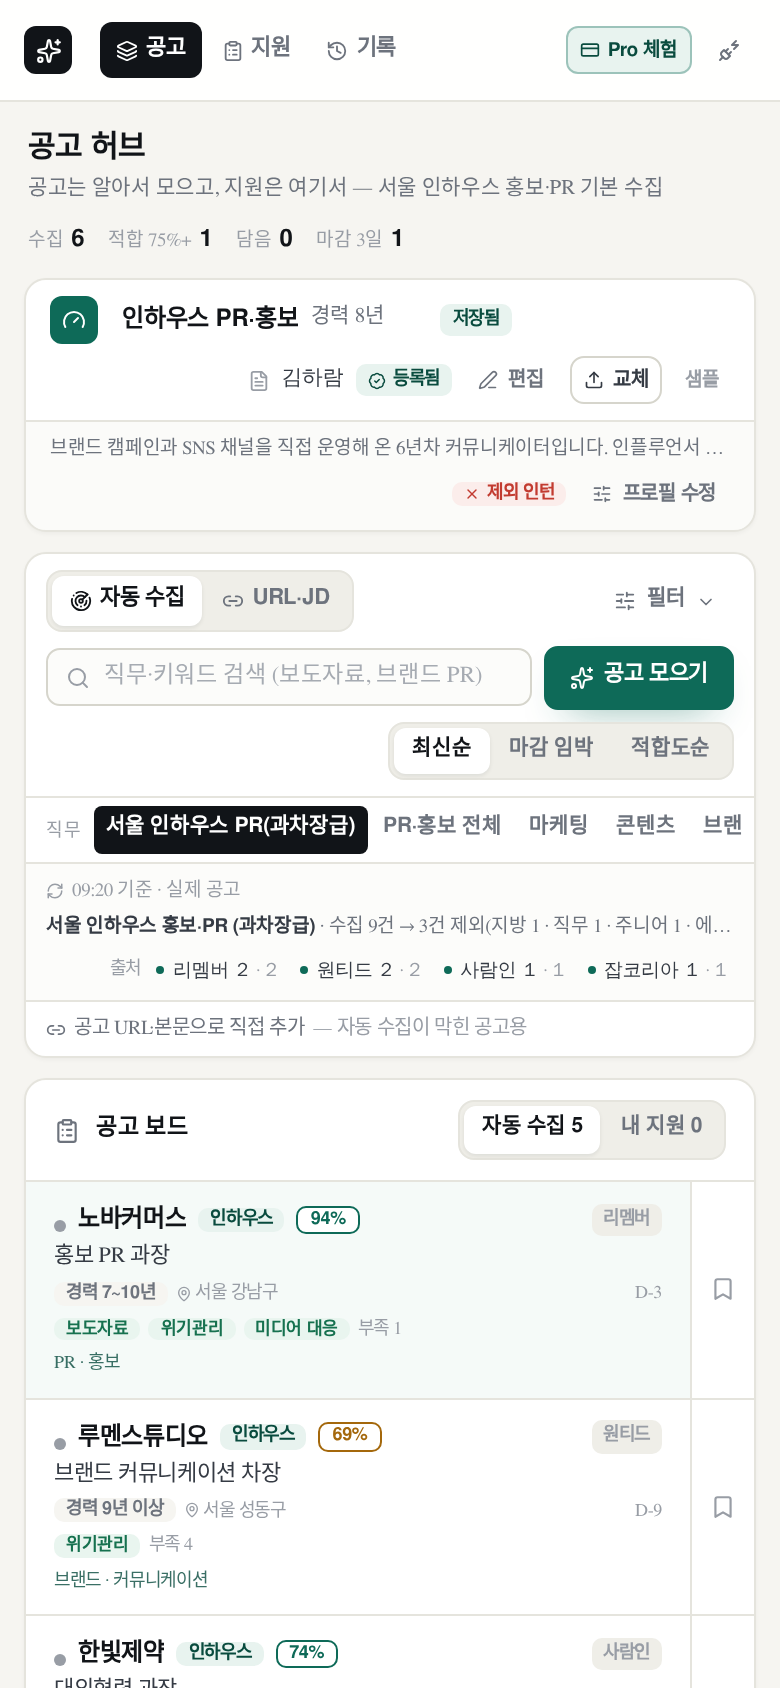 공고 지원 기록 Pro 체험
공고 허브
공고는 알아서 모으고, 지원은 여기서 — 서울 인하우스 홍보·PR 기본 수집
수집 6 적합 75%+ 1 담음 0 마감 3일 1
인하우스 PR·홍보 경력 8년 저장됨
김하람 등록됨 편집 교체 샘플
브랜드 캠페인과 SNS 채널을 직접 운영해 온 6년차 커뮤니케이터입니다. 인플루언서 …
제외 인턴 프로필 수정
자동 수집 URL·JD 필터
직무·키워드 검색 (보도자료, 브랜드 PR) 공고 모으기
최신순 마감 임박 적합도순
직무 서울 인하우스 PR(과차장급) PR·홍보 전체 마케팅 콘텐츠 브랜
09:20 기준 · 실제 공고
서울 인하우스 홍보·PR (과차장급) · 수집 9건 → 3건 제외(지방 1 · 직무 1 · 주니어 1 · 에…
출처 리멤버 2 · 2 원티드 2 · 2 사람인 1 · 1 잡코리아 1 · 1
공고 URL·본문으로 직접 추가 — 자동 수집이 막힌 공고용
공고 보드 자동 수집 5 내 지원 0
노바커머스 인하우스 94% 리멤버
홍보 PR 과장
경력 7~10년 서울 강남구 D-3
보도자료 위기관리 미디어 대응 부족 1
PR · 홍보
루멘스튜디오 인하우스 69% 원티드
브랜드 커뮤니케이션 차장
경력 9년 이상 서울 성동구 D-9
위기관리 부족 4
브랜드 · 커뮤니케이션
한빛제약 인하우스 74% 사람인
대외협력 과장